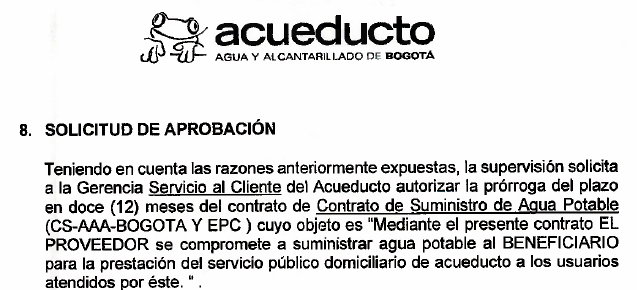 acueducto
AGUA Y ALCANTARILLADO DE BOGOTÁ
8. SOLICITUD DE APROBACIÓN
Teniendo en cuenta las razones anteriormente expuestas, la supervisión solicita
a la Gerencia Servicio al Cliente del Acueducto autorizar la prórroga del plazo
en doce (12) meses del contrato de Contrato de Suministro de Agua Potable
(CS-AAA-BOGOTA Y EPC ) cuyo objeto es "Mediante el presente contrato EL
PROVEEDOR se compromete a suministrar agua potable al BENEFICIARIO
para la prestación del servicio público domiciliario de acueducto a los usuarios
atendidos por éste. " .